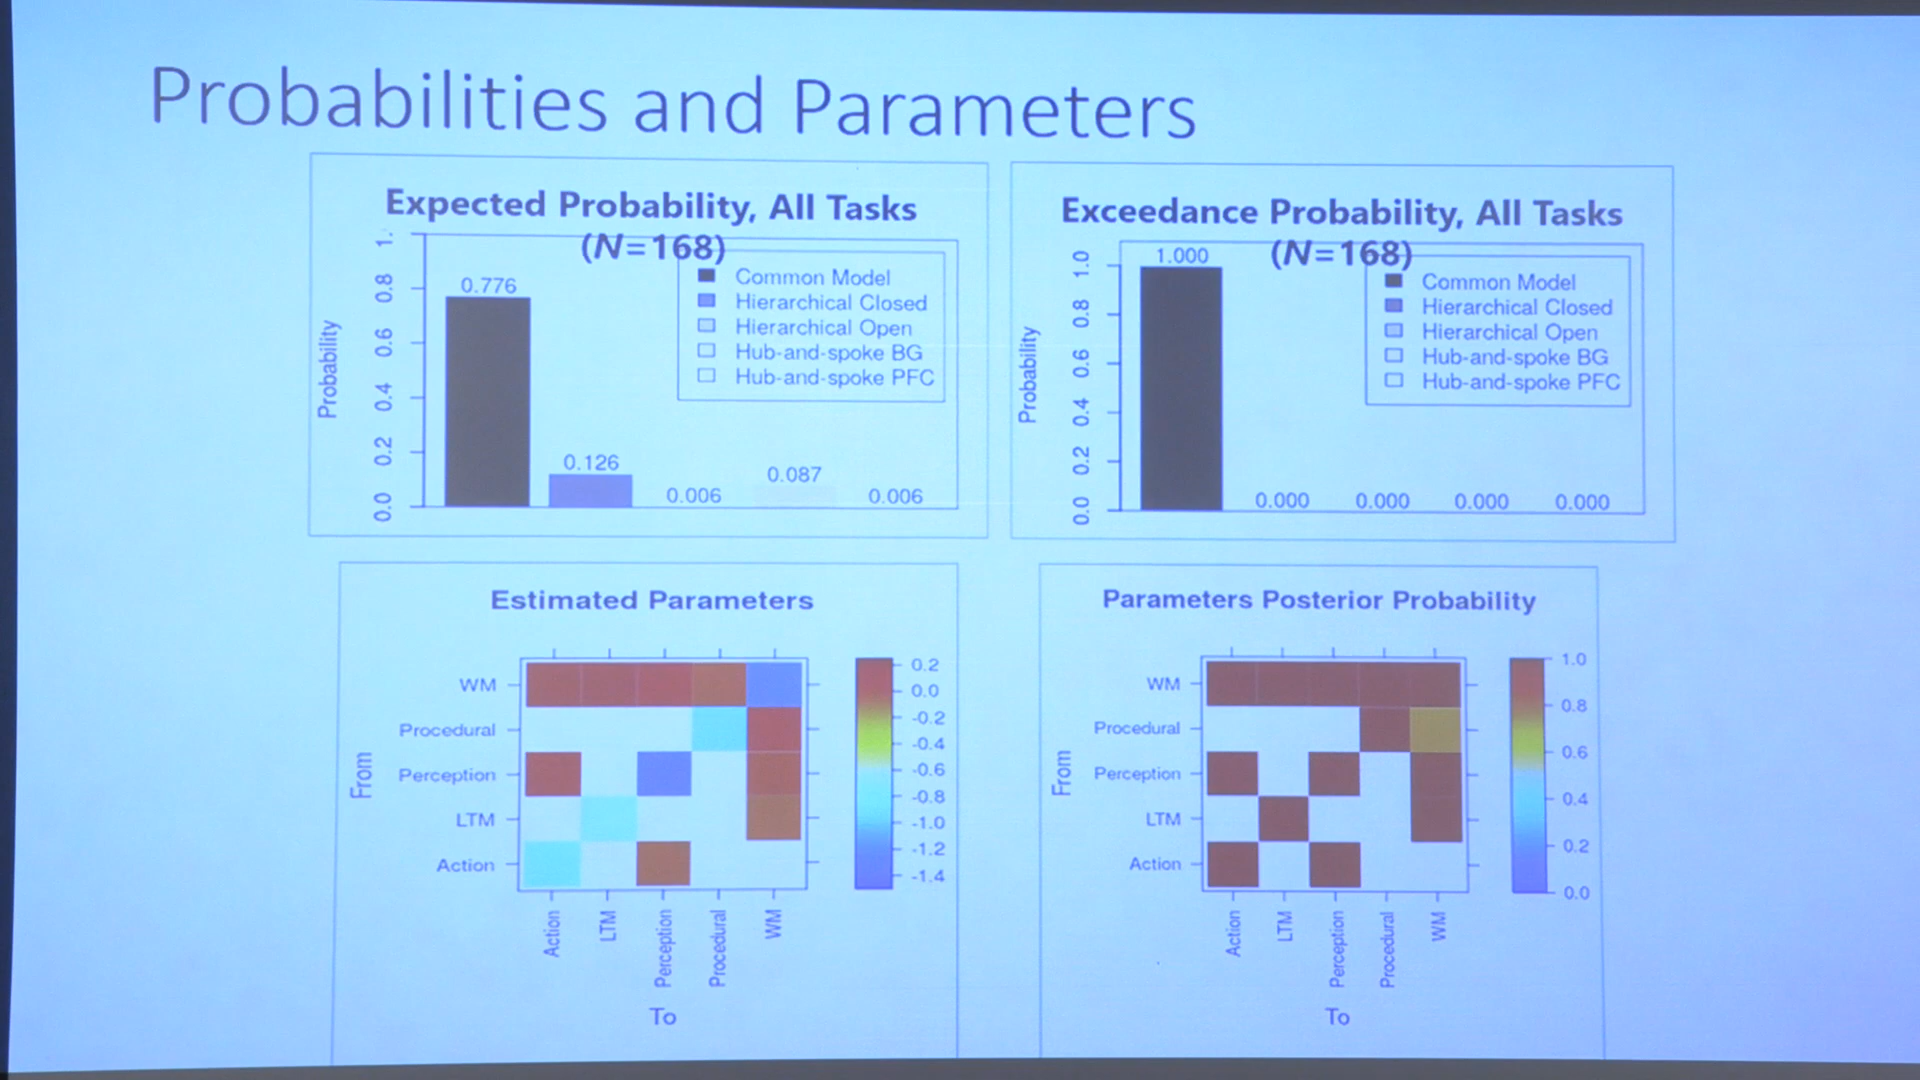 Probabilities and Parameters
Expected Probability, All Tasks
(N=168)
Probability
0.0
0.2
0.4
0.6
0.8
1.
0.776
0.126
0.006
0.087
0.006
Common Model
Hierarchical Closed
Hierarchical Open
Hub-and-spoke BG
Hub-and-spoke PFC
Exceedance Probability, All Tasks
(N=168)
Probability
0.0
0.2
0.4
0.6
0.8
1.0
1.000
0.000
0.000
0.000
0.000
Common Model
Hierarchical Closed
Hierarchical Open
Hub-and-spoke BG
Hub-and-spoke PFC
Estimated Parameters
From
WM
Procedural
Perception
LTM
Action
Action
LTM
Perception
Procedural
WM
To
0.2
0.0
-0.2
-0.4
-0.6
-0.8
-1.0
-1.2
-1.4
Parameters Posterior Probability
From
WM
Procedural
Perception
LTM
Action
Action
LTM
Perception
Procedural
WM
To
1.0
0.8
0.6
0.4
0.2
0.0